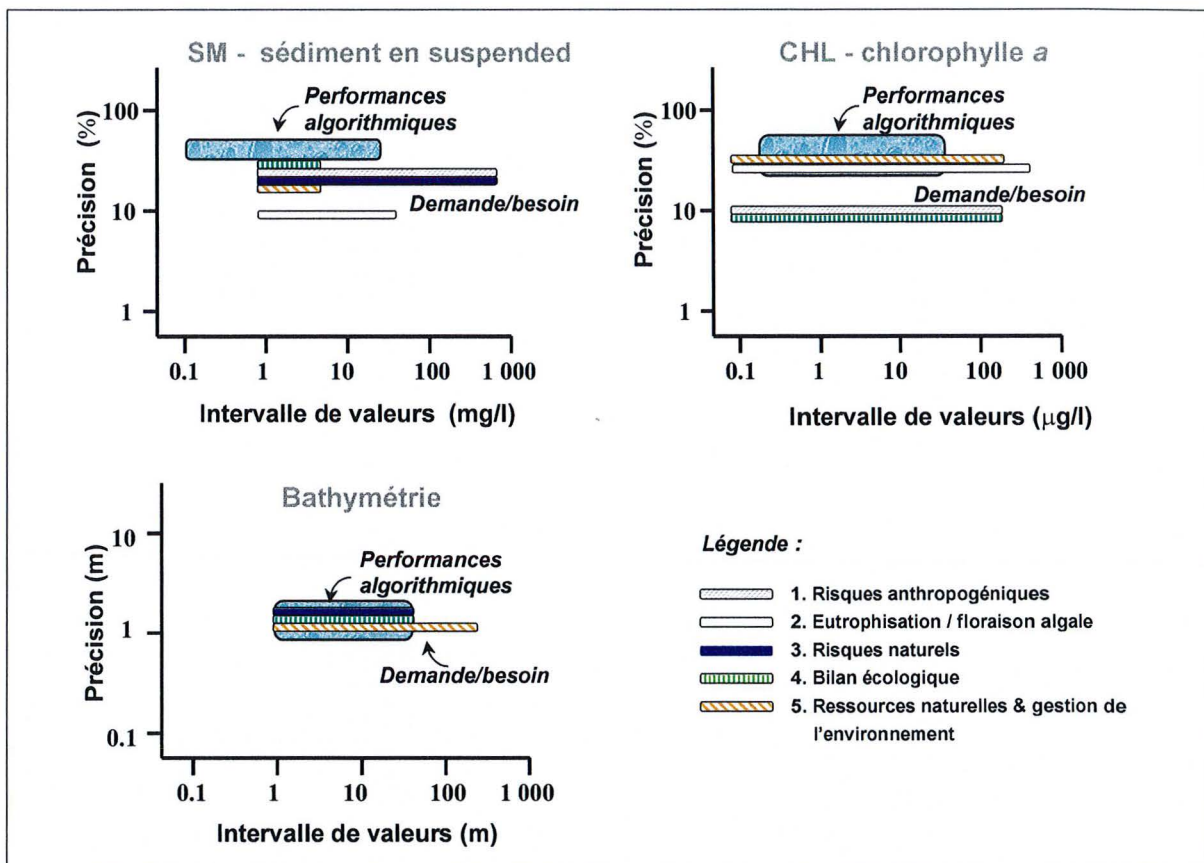 SM - sédiment en suspended
Performances
algorithmiques
Précision (%)
100
10
1
Demande/besoin
0.1 1 10 100 1 000
Intervalle de valeurs (mg/l)
CHL - chlorophylle a
Performances
algorithmiques
Précision (%)
100
10
1
Demande/besoin
0.1 1 10 100 1 000
Intervalle de valeurs (µg/l)
Bathymétrie
Performances
algorithmiques
Précision (m)
10
1
0.1
Demande/besoin
0.1 1 10 100 1 000
Intervalle de valeurs (m)
Légende :
1. Risques anthropogéniques
2. Eutrophisation / floraison algale
3. Risques naturels
4. Bilan écologique
5. Ressources naturelles & gestion de
l'environnement